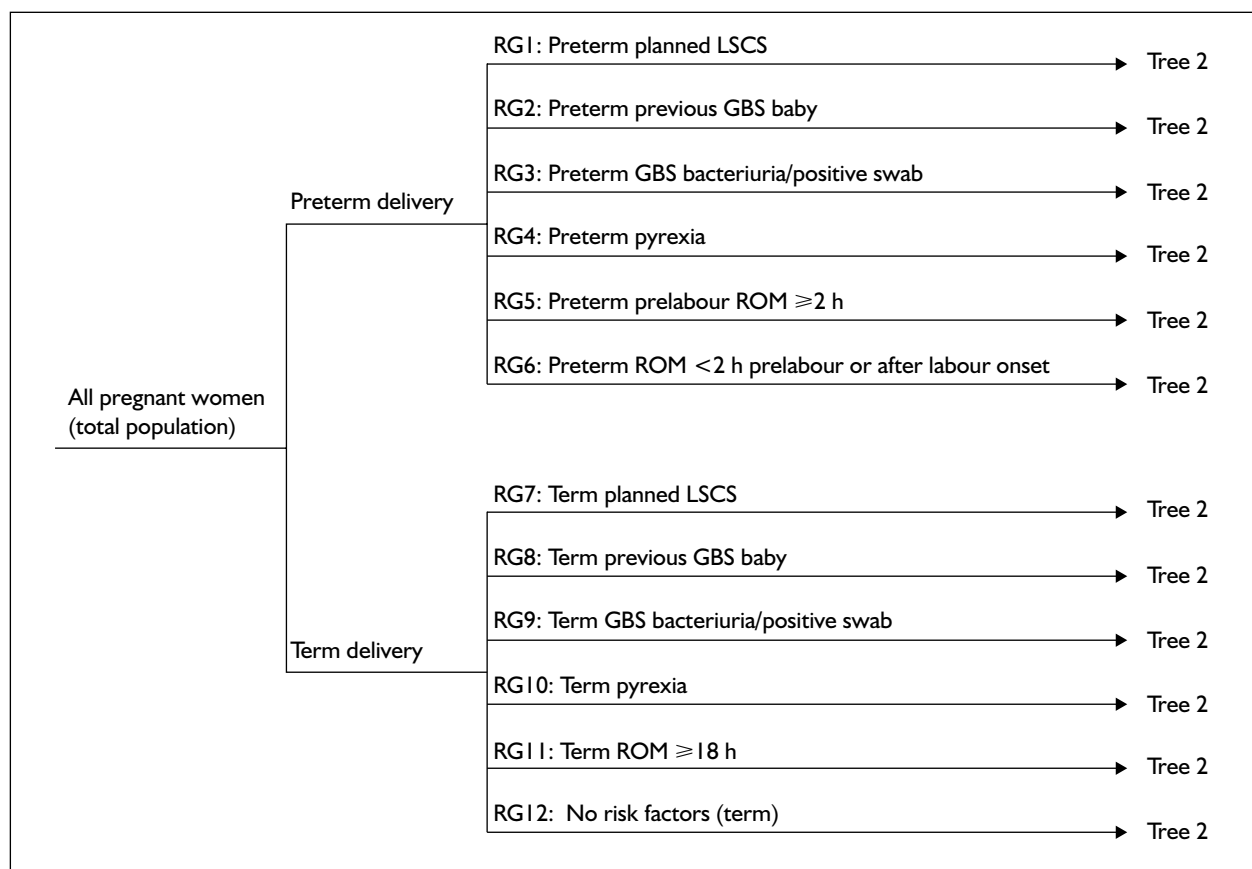 RG1: Preterm planned LSCS
Tree 2
RG2: Preterm previous GBS baby
Tree 2
RG3: Preterm GBS bacteriuria/positive swab
Tree 2
Preterm delivery
RG4: Preterm pyrexia
Tree 2
RG5: Preterm prelabour ROM ⩾2 h
Tree 2
RG6: Preterm ROM <2 h prelabour or after labour onset
Tree 2
All pregnant women
(total population)
RG7: Term planned LSCS
Tree 2
RG8: Term previous GBS baby
Tree 2
RG9: Term GBS bacteriuria/positive swab
Tree 2
Term delivery
RG10: Term pyrexia
Tree 2
RG11: Term ROM ⩾18 h
Tree 2
RG12: No risk factors (term)
Tree 2